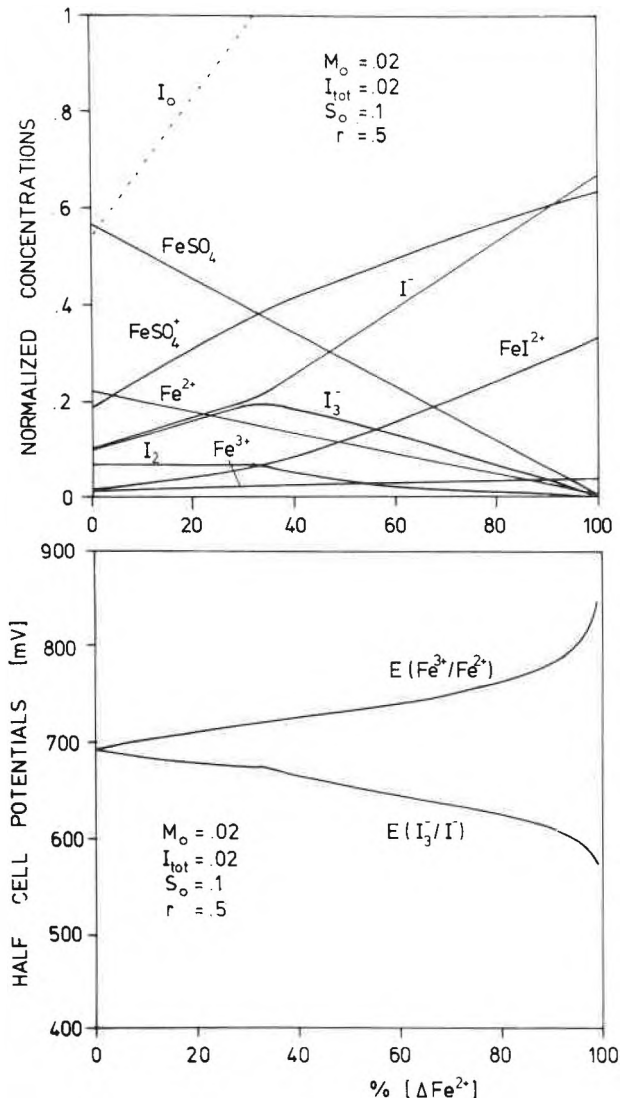 NORMALIZED CONCENTRATIONS
1
.8
.6
.4
.2
0
M₀ = .02
I_tot = .02
S₀ = .1
r = .5
I₀
FeSO₄
FeSO₄⁺
I⁻
FeI²⁺
Fe²⁺
I₃⁻
I₂
Fe³⁺
0 20 40 60 80 100
HALF CELL POTENTIALS [mV]
900
800
700
600
500
400
E (Fe³⁺/Fe²⁺)
E (I₃⁻/I⁻)
M₀ = .02
I_tot = .02
S₀ = .1
r = .5
0 20 40 60 80 100
% [ΔFe²⁺]